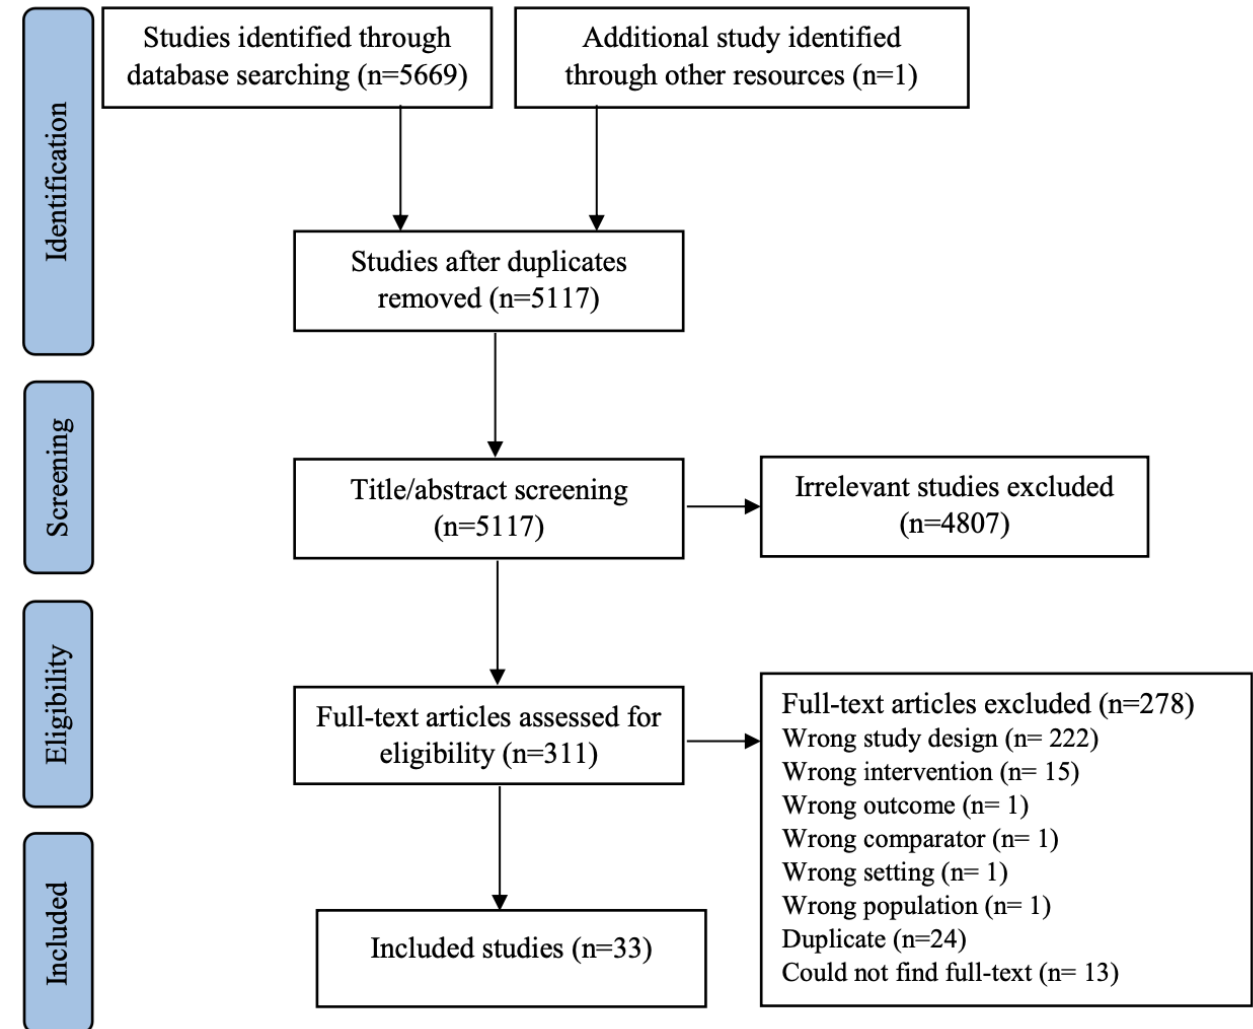 Identification
Studies identified through
database searching (n=5669)
Additional study identified
through other resources (n=1)
Studies after duplicates
removed (n=5117)
Screening
Title/abstract screening
(n=5117)
Irrelevant studies excluded
(n=4807)
Eligibility
Full-text articles assessed for
eligibility (n=311)
Full-text articles excluded (n=278)
Wrong study design (n= 222)
Wrong intervention (n= 15)
Wrong outcome (n= 1)
Wrong comparator (n= 1)
Wrong setting (n= 1)
Wrong population (n= 1)
Duplicate (n=24)
Could not find full-text (n= 13)
Included
Included studies (n=33)